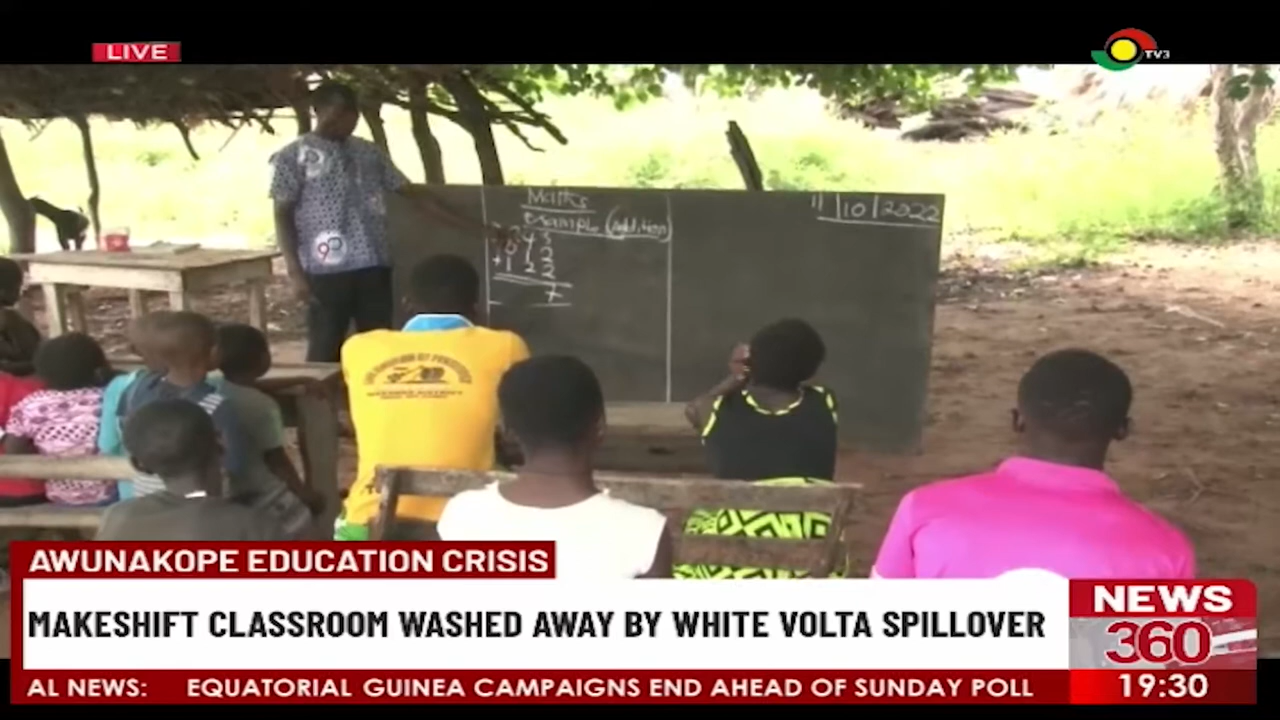 LIVE
TV3
Maths
example (addition)
11/10/2022
AWUNAKOPE EDUCATION CRISIS
MAKESHIFT CLASSROOM WASHED AWAY BY WHITE VOLTA SPILLOVER
NEWS
360
AL NEWS: EQUATORIAL GUINEA CAMPAIGNS END AHEAD OF SUNDAY POLL
19:30